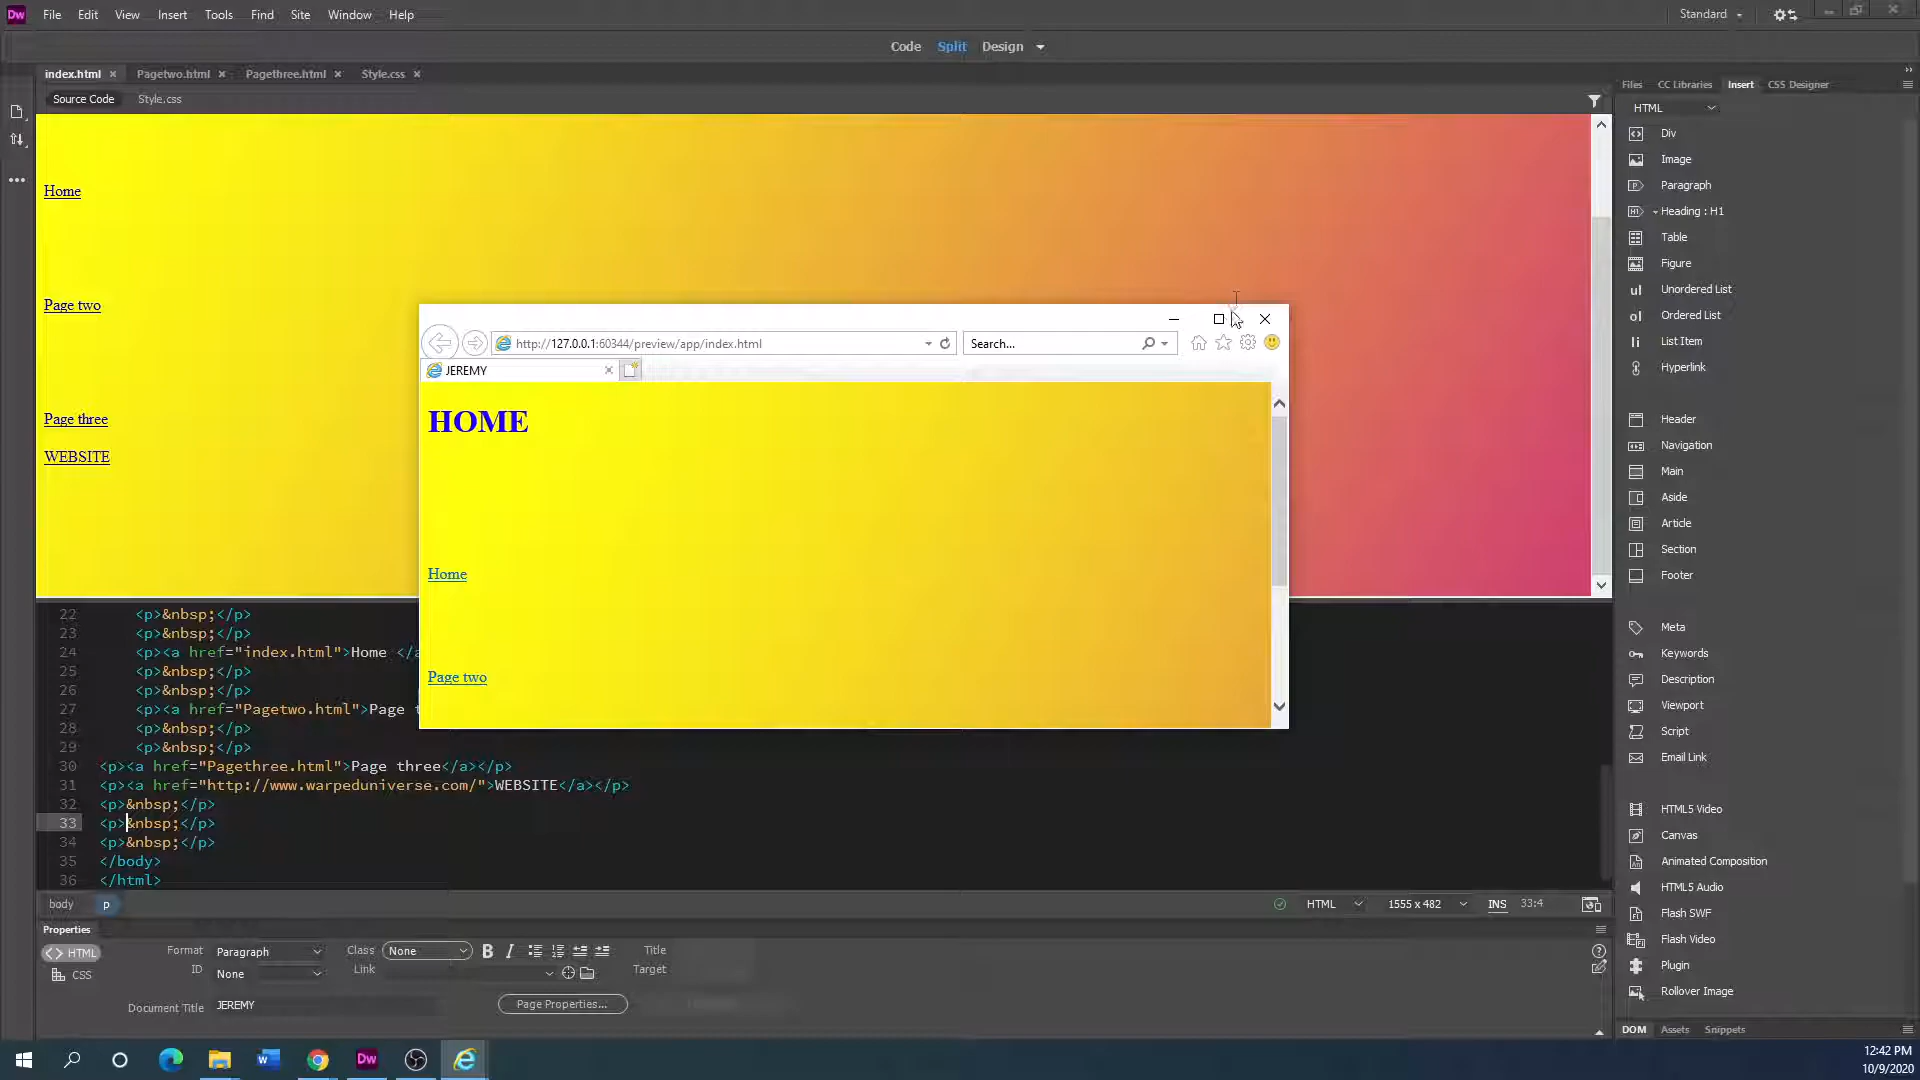 Dw File Edit View Insert Tools Find Site Window Help Standard
Code Split Design
index.html Pagetwo.html Pagethree.html Style.css
Source Code Style.css
Files CC Libraries Insert CSS Designer
HTML
Div
Image
Paragraph
Heading : H1
Table
Figure
ul Unordered List
ol Ordered List
li List Item
Hyperlink
Header
Navigation
Main
Aside
Article
Section
Footer
Meta
Keywords
Description
Viewport
Script
Email Link
HTML5 Video
Canvas
Animated Composition
HTML5 Audio
Flash SWF
Flash Video
Plugin
Rollover Image
DOM Assets Snippets
Home
Page two
Page three
WEBSITE
http://127.0.0.1:60344/preview/app/index.html Search...
JEREMY
HOME
Home
Page two
22 <p>&nbsp;</p>
23 <p>&nbsp;</p>
24 <p><a href="index.html">Home </a
25 <p>&nbsp;</p>
26 <p>&nbsp;</p>
27 <p><a href="Pagetwo.html">Page t
28 <p>&nbsp;</p>
29 <p>&nbsp;</p>
30 <p><a href="Pagethree.html">Page three</a></p>
31 <p><a href="http://www.warpeduniverse.com/">WEBSITE</a></p>
32 <p>&nbsp;</p>
33 <p>&nbsp;</p>
34 <p>&nbsp;</p>
35 </body>
36 </html>
body p HTML 1555 x 482 INS 33:4
Properties
<> HTML Format Paragraph Class None B I Title
CSS ID None Link Target
Document Title JEREMY Page Properties...
W Dw
12:42 PM
10/9/2020